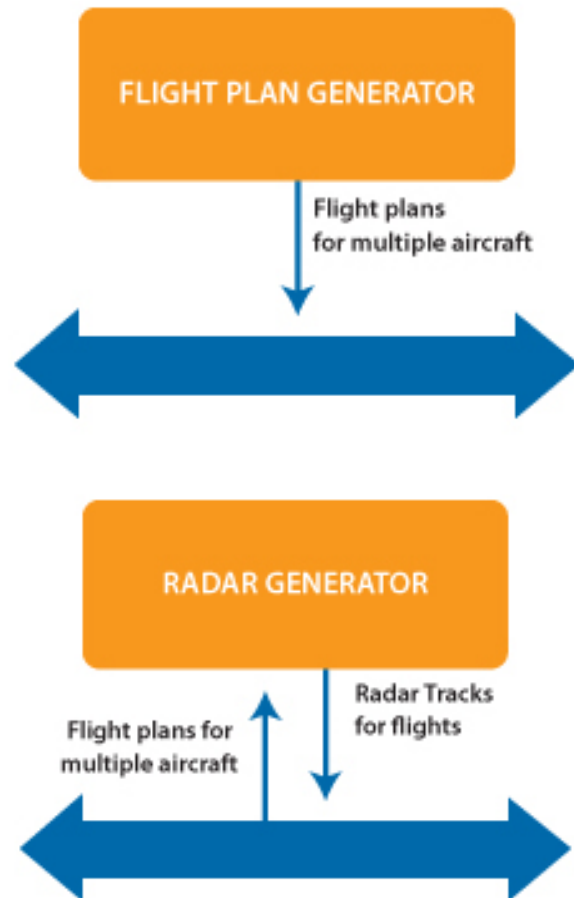 FLIGHT PLAN GENERATOR
Flight plans
for multiple aircraft
RADAR GENERATOR
Radar Tracks
for flights
Flight plans for
multiple aircraft